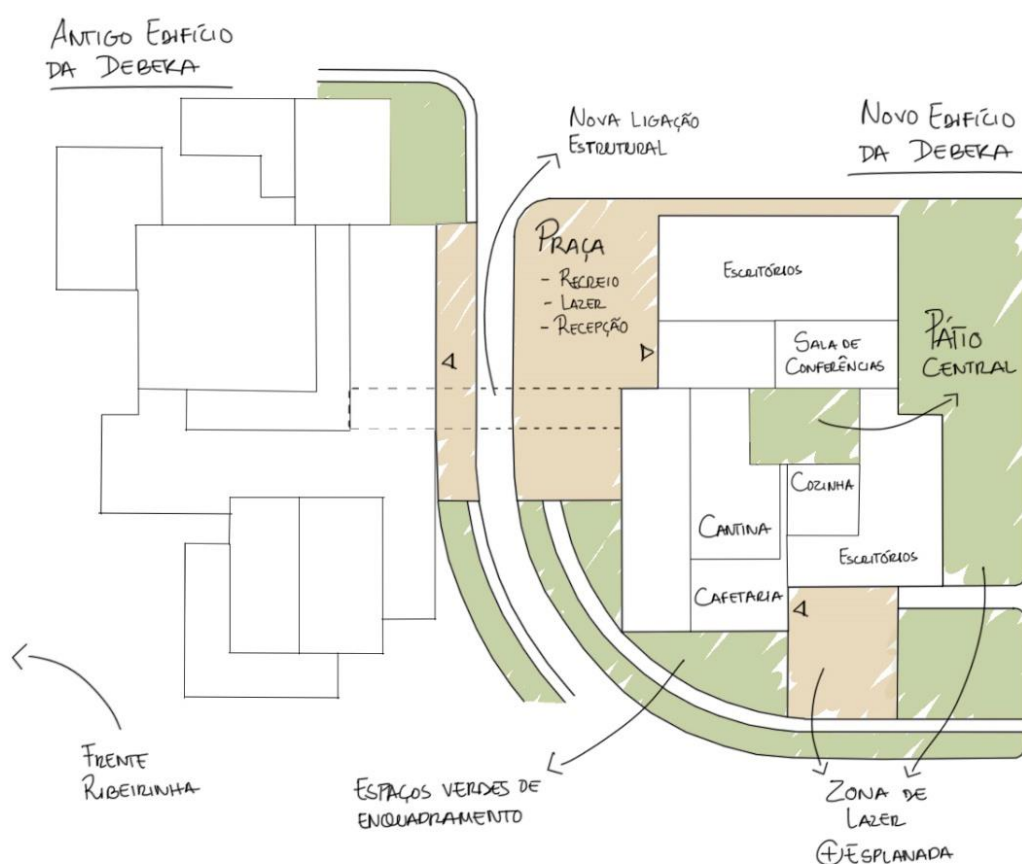 ANTIGO EDIFÍCIO
DA DEBEKA
NOVA LIGAÇÃO
ESTRUTURAL
NOVO EDIFÍCIO
DA DEBEKA
PRAÇA
- RECREIO
- LAZER
- RECEPÇÃO
ESCRITÓRIOS
SALA DE
CONFERÊNCIAS
PÁTIO
CENTRAL
COZINHA
CANTINA
ESCRITÓRIOS
CAFETARIA
FRENTE
RIBEIRINHA
ESPAÇOS VERDES DE
ENQUADRAMENTO
ZONA DE
LAZER
+ ESPLANADA